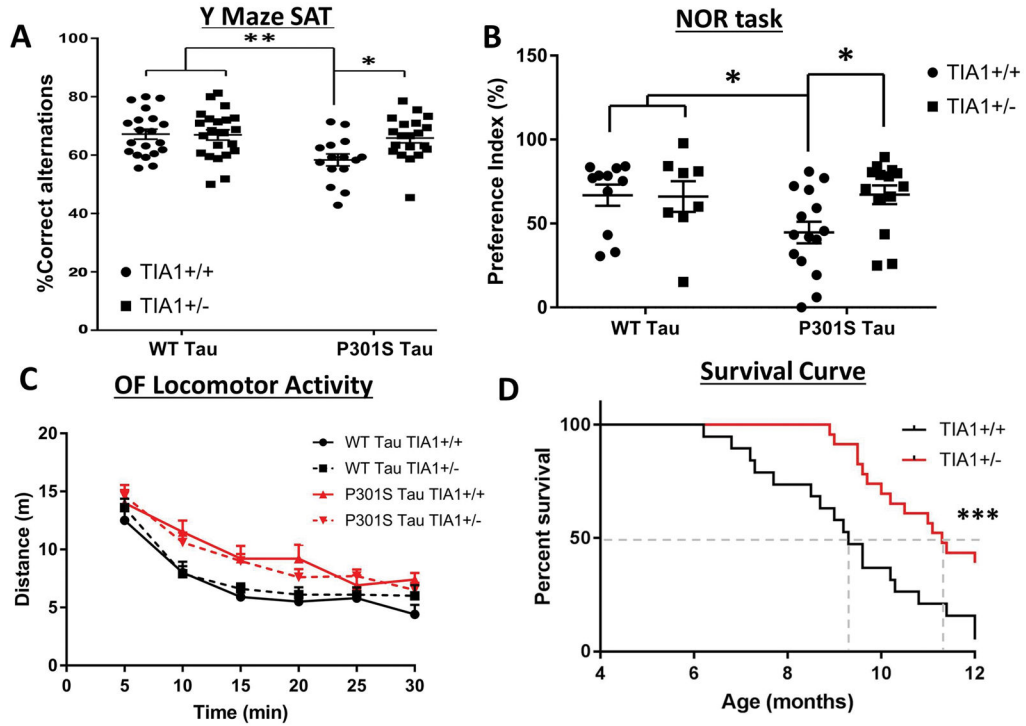 A
Y Maze SAT
%Correct alternations
100
80
60
40
20
0
**
*
TIA1+/+
TIA1+/-
WT Tau
P301S Tau
B
NOR task
Preference Index (%)
150
100
50
0
*
*
TIA1+/+
TIA1+/-
WT Tau
P301S Tau
C
OF Locomotor Activity
Distance (m)
20
15
10
5
0
WT Tau TIA1+/+
WT Tau TIA1+/-
P301S Tau TIA1+/+
P301S Tau TIA1+/-
0
5
10
15
20
25
30
Time (min)
D
Survival Curve
Percent survival
100
50
0
TIA1+/+
TIA1+/-
***
4
6
8
10
12
Age (months)